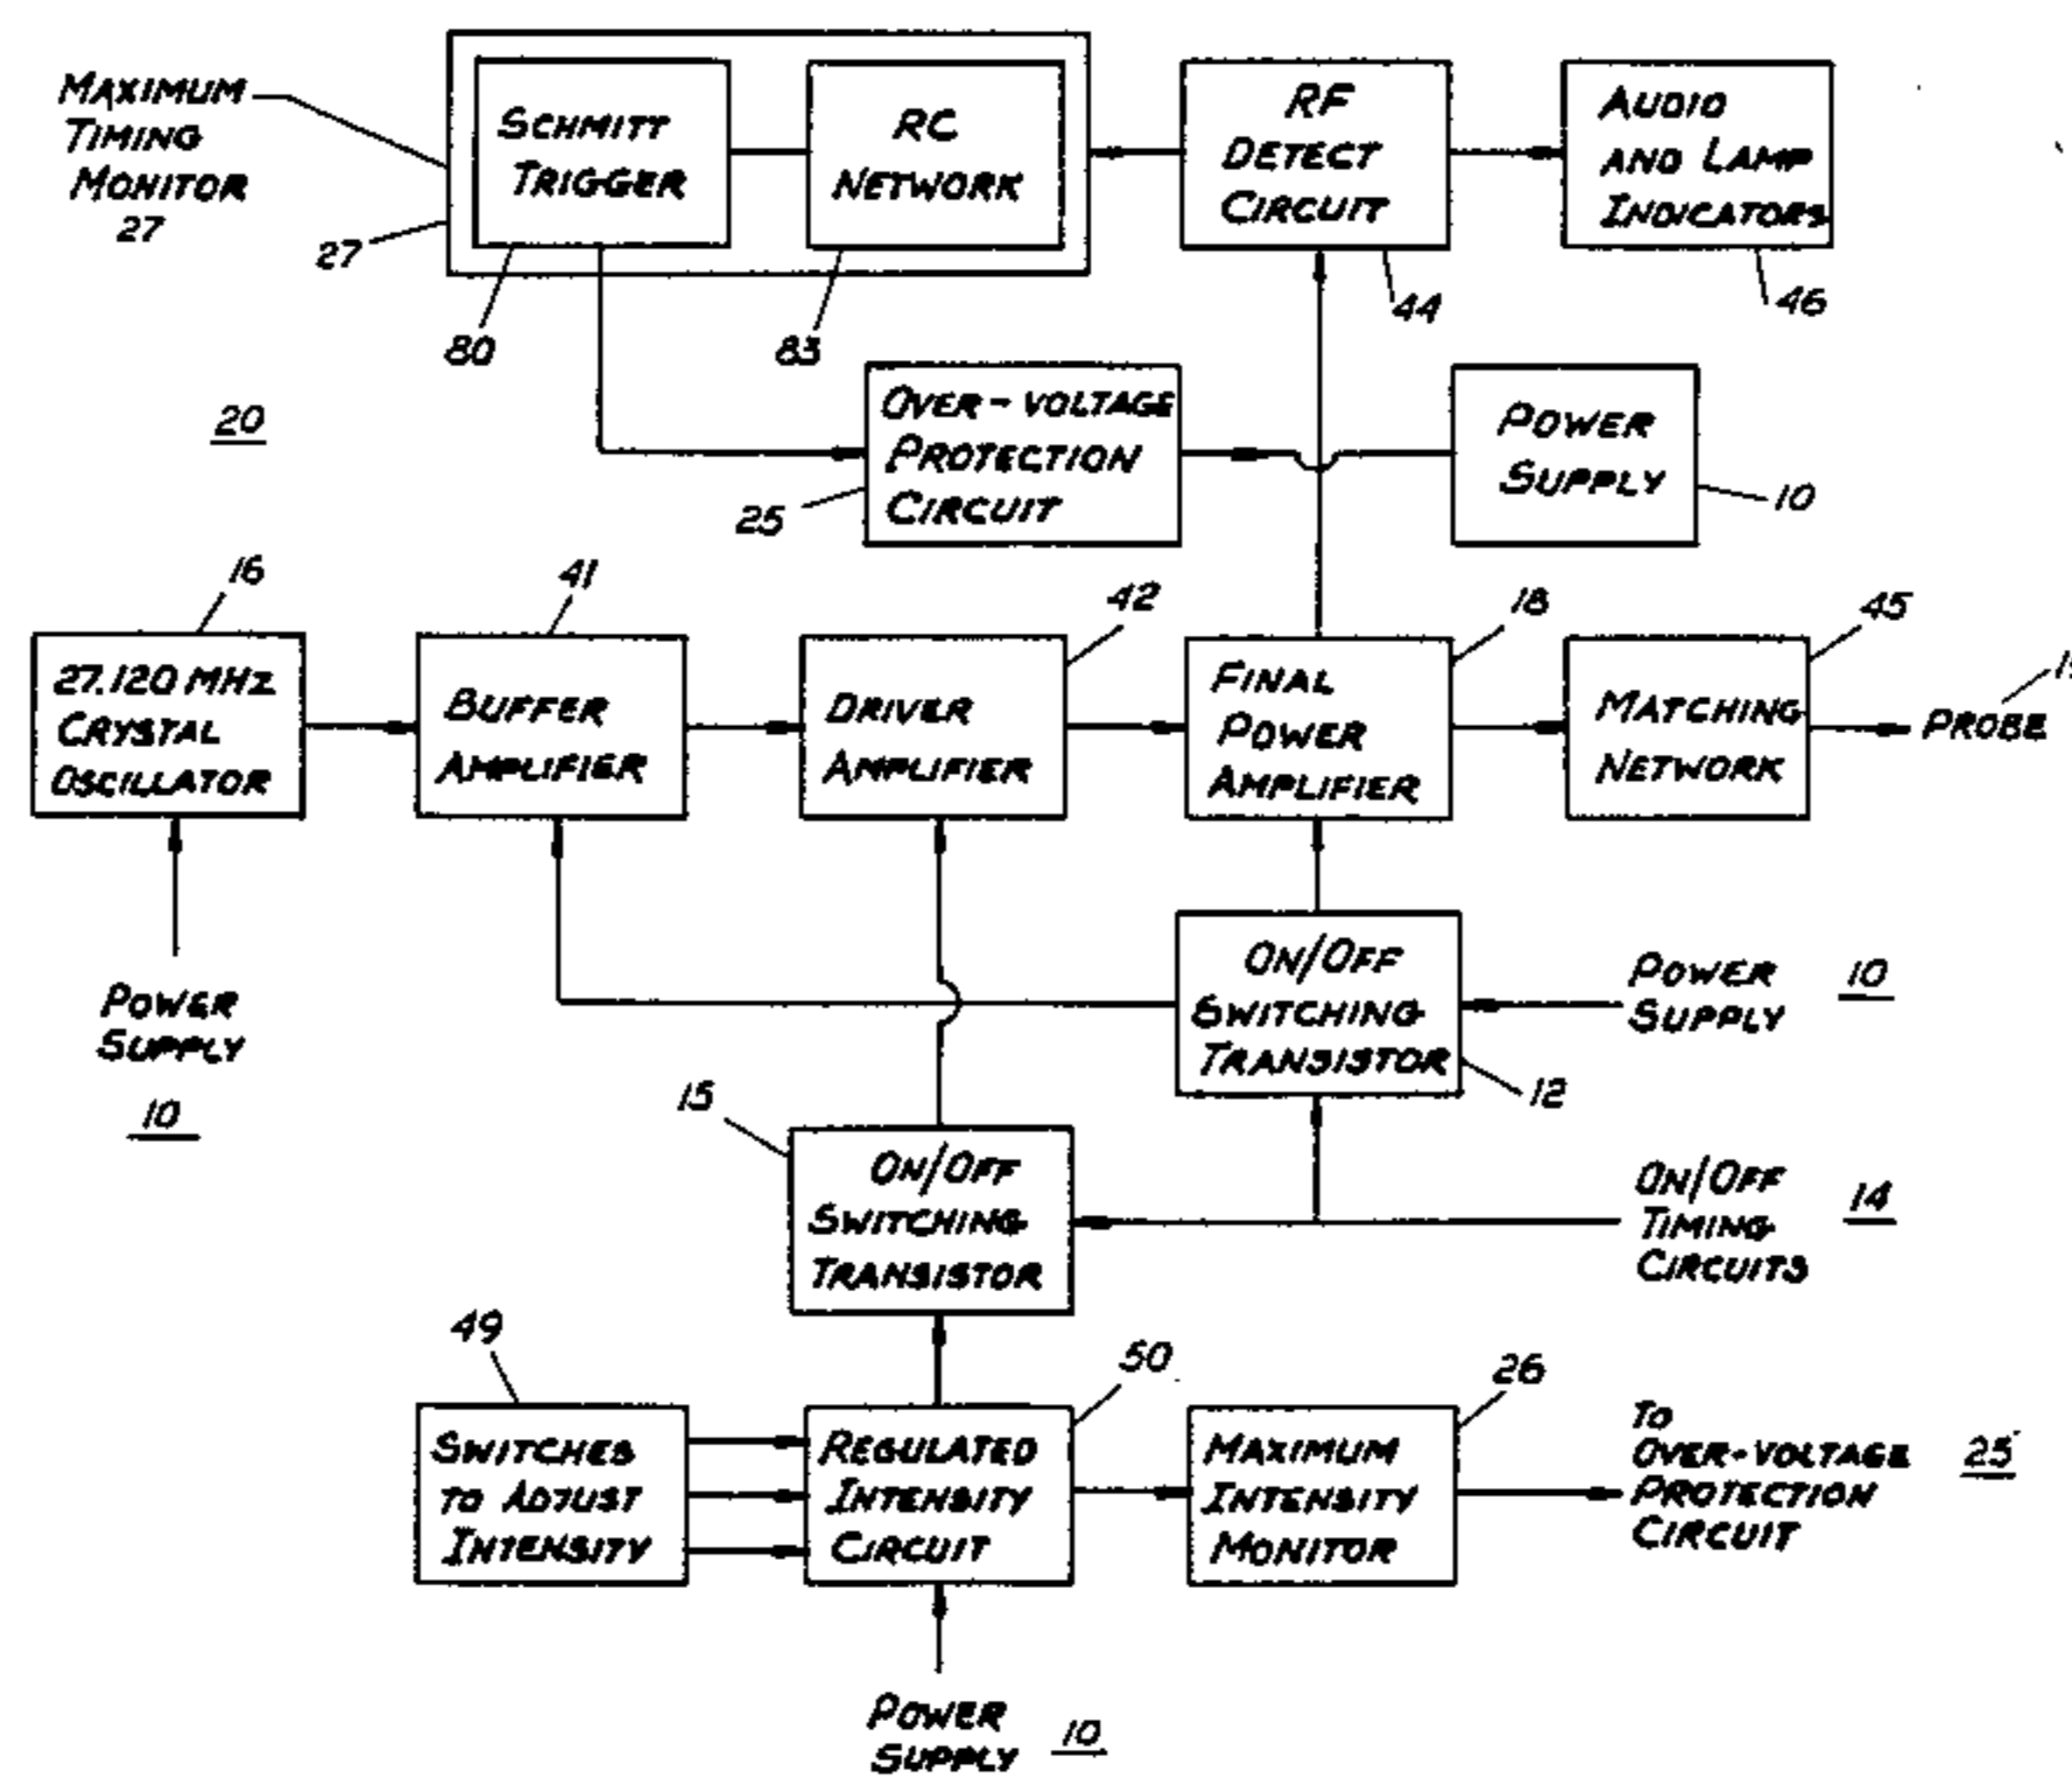 MAXIMUM
TIMING
MONITOR
27
27
SCHMITT
TRIGGER
80
RC
NETWORK
83
RF
DETECT
CIRCUIT
44
AUDIO
AND LAMP
INDICATORS
46
20
OVER-VOLTAGE
PROTECTION
CIRCUIT
25
POWER
SUPPLY
10
16
27.120 MHZ
CRYSTAL
OSCILLATOR
41
BUFFER
AMPLIFIER
42
DRIVER
AMPLIFIER
18
FINAL
POWER
AMPLIFIER
45
MATCHING
NETWORK
PROBE
POWER
SUPPLY
10
ON/OFF
SWITCHING
TRANSISTOR
12
POWER
SUPPLY
10
15
ON/OFF
SWITCHING
TRANSISTOR
ON/OFF
TIMING
CIRCUITS
14
49
SWITCHES
TO ADJUST
INTENSITY
50
REGULATED
INTENSITY
CIRCUIT
26
MAXIMUM
INTENSITY
MONITOR
TO
OVER-VOLTAGE
PROTECTION
CIRCUIT
25
POWER
SUPPLY
10